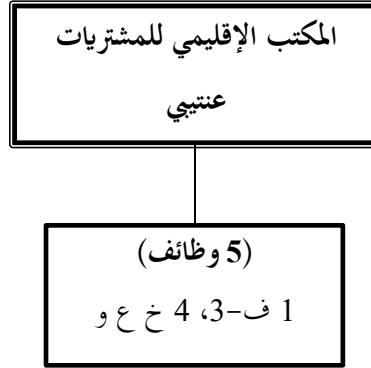 المكتب الإقليمي للمشتريات
عنتيبي
(5 وظائف)
1 ف-3، 4 خ ع و